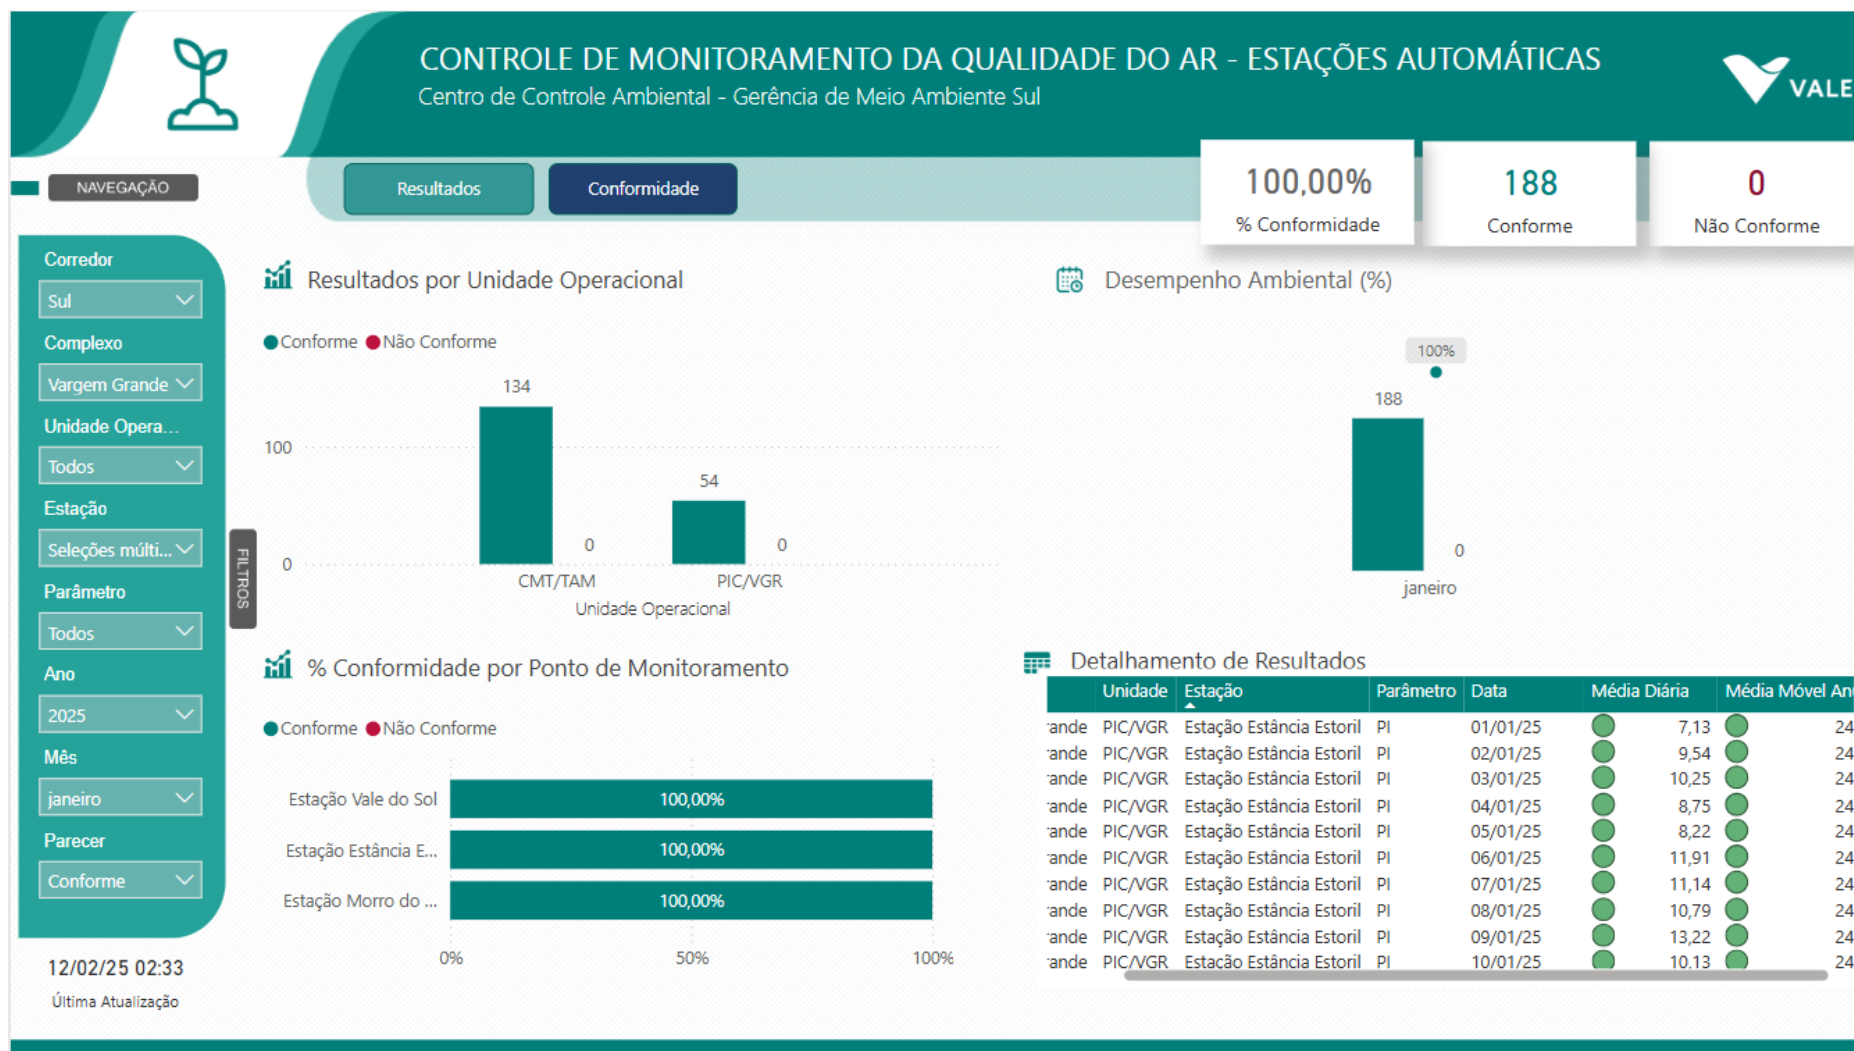 CONTROLE DE MONITORAMENTO DA QUALIDADE DO AR - ESTAÇÕES AUTOMÁTICAS
Centro de Controle Ambiental - Gerência de Meio Ambiente Sul
VALE
NAVEGAÇÃO
Resultados
Conformidade
100,00%
% Conformidade
188
Conforme
0
Não Conforme
Corredor
Sul
Complexo
Vargem Grande
Unidade Opera...
Todos
Estação
Seleções múlti...
Parâmetro
Todos
Ano
2025
Mês
janeiro
Parecer
Conforme
12/02/25 02:33
Última Atualização
FILTROS
Resultados por Unidade Operacional
Conforme Não Conforme
134
100
54
0 0
0
CMT/TAM PIC/VGR
Unidade Operacional
Desempenho Ambiental (%)
100%
188
0
janeiro
% Conformidade por Ponto de Monitoramento
Conforme Não Conforme
Estação Vale do Sol 100,00%
Estação Estância E... 100,00%
Estação Morro do ... 100,00%
0% 50% 100%
Detalhamento de Resultados
Unidade Estação Parâmetro Data Média Diária Média Móvel An
rande PIC/VGR Estação Estância Estoril PI 01/01/25 7,13 24
rande PIC/VGR Estação Estância Estoril PI 02/01/25 9,54 24
rande PIC/VGR Estação Estância Estoril PI 03/01/25 10,25 24
rande PIC/VGR Estação Estância Estoril PI 04/01/25 8,75 24
rande PIC/VGR Estação Estância Estoril PI 05/01/25 8,22 24
rande PIC/VGR Estação Estância Estoril PI 06/01/25 11,91 24
rande PIC/VGR Estação Estância Estoril PI 07/01/25 11,14 24
rande PIC/VGR Estação Estância Estoril PI 08/01/25 10,79 24
rande PIC/VGR Estação Estância Estoril PI 09/01/25 13,22 24
rande PIC/VGR Estação Estância Estoril PI 10/01/25 10,13 24